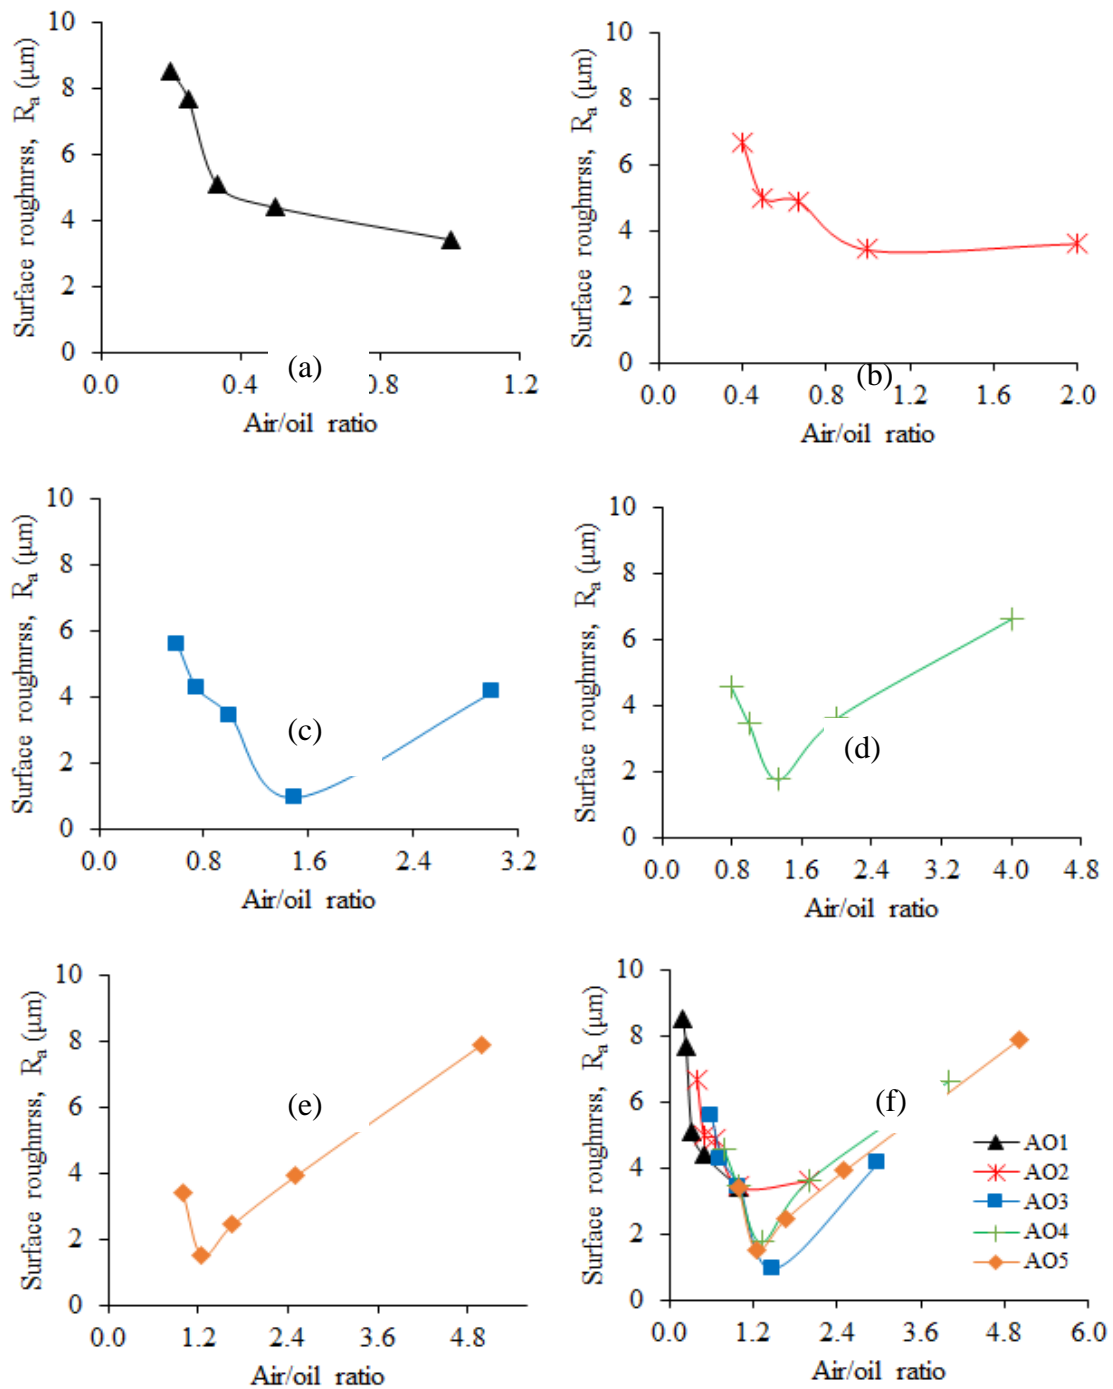 Surface roughnrss, Ra (μm)
10
8
6
4
2
0
0.0 0.4 0.8 1.2
(a)
Air/oil ratio
Surface roughnrss, Ra (μm)
10
8
6
4
2
0
(b)
0.0 0.4 0.8 1.2 1.6 2.0
Air/oil ratio
Surface roughnrss, Ra (μm)
10
8
6
4
2
0
(c)
0.0 0.8 1.6 2.4 3.2
Air/oil ratio
Surface roughnrss, Ra (μm)
10
8
6
4
2
0
(d)
0.0 0.8 1.6 2.4 3.2 4.0 4.8
Air/oil ratio
Surface roughnrss, Ra (μm)
10
8
6
4
2
0
(e)
0.0 1.2 2.4 3.6 4.8
Air/oil ratio
Surface roughnrss, Ra (μm)
10
8
6
4
2
0
(f)
AO1
AO2
AO3
AO4
AO5
0.0 1.2 2.4 3.6 4.8 6.0
Air/oil ratio